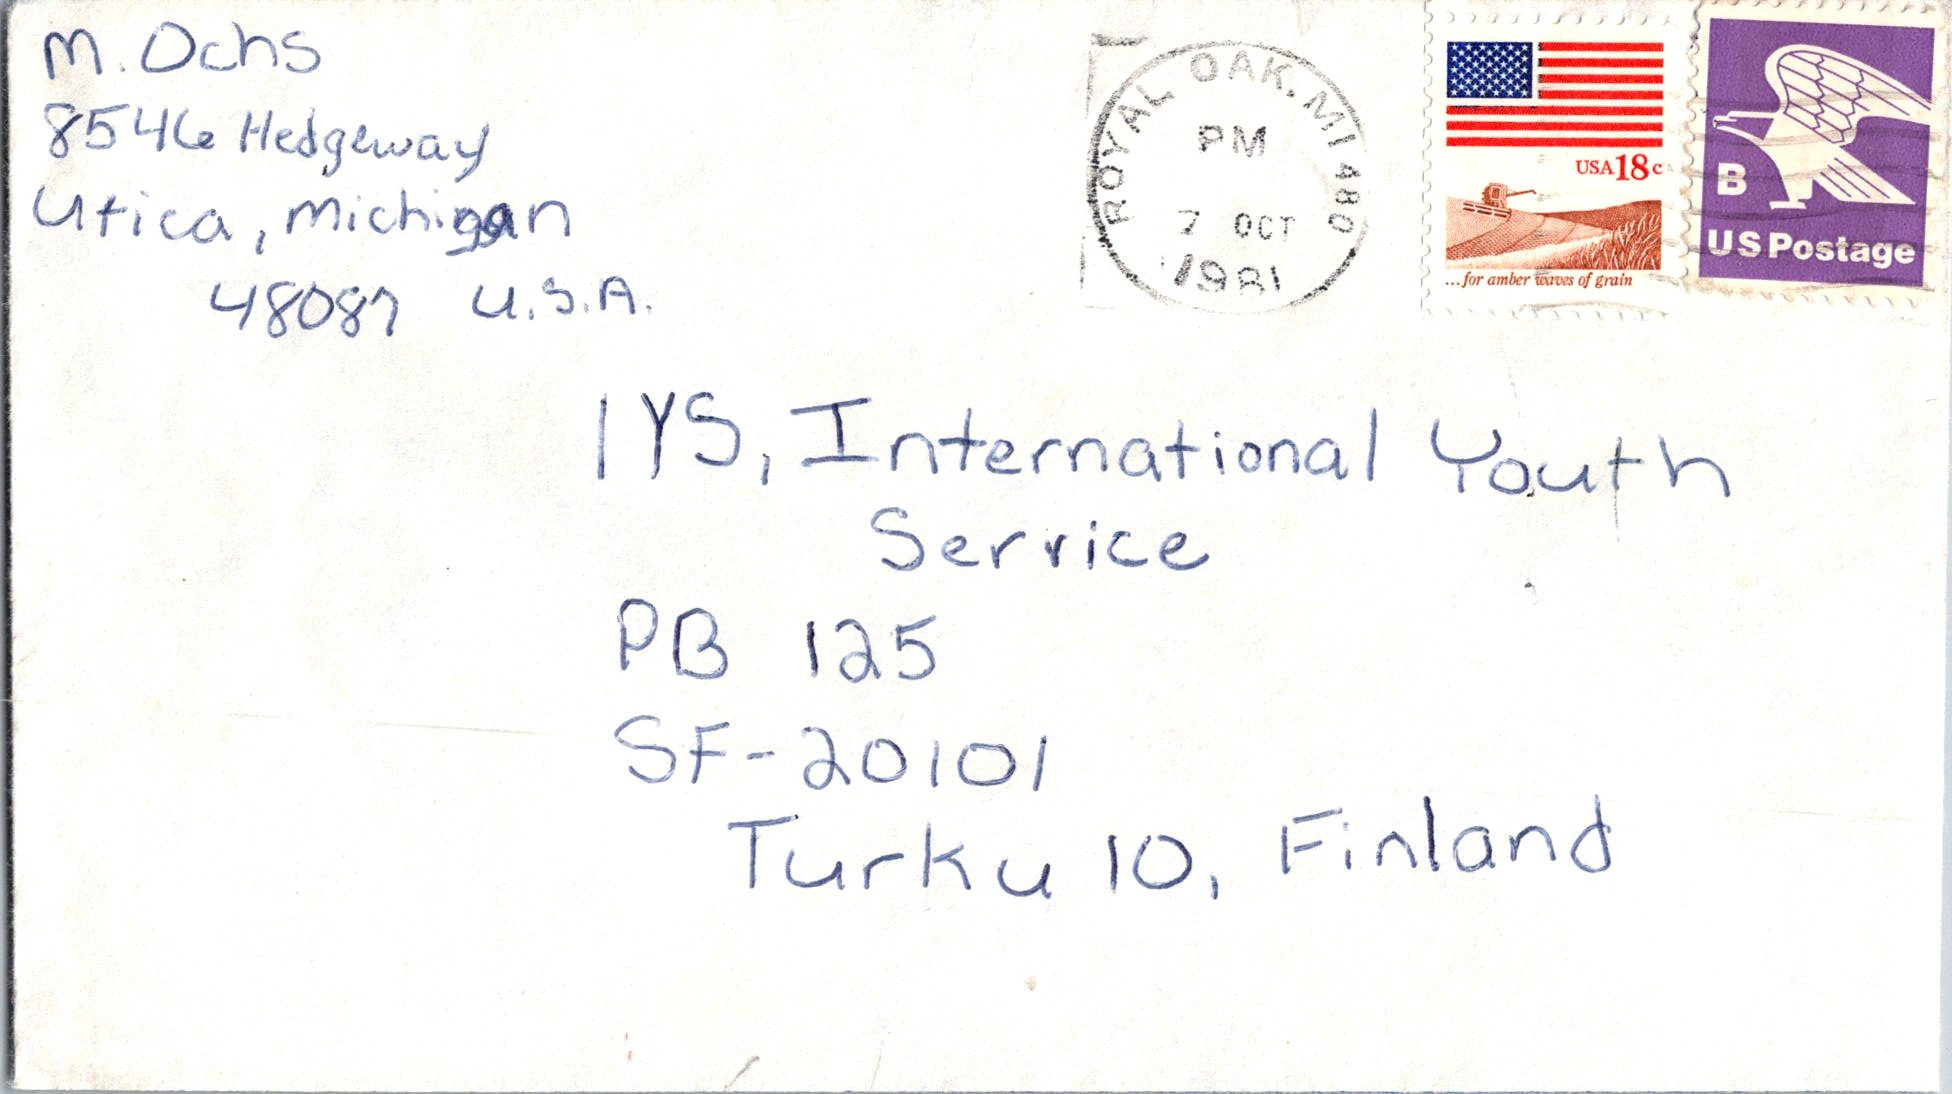 M. Ochs
8546 Hedgeway
Utica, Michigan
48087 U.S.A.
ROYAL OAK, MI 480
PM
7 OCT
1981
USA 18c
...for amber waves of grain
B
US Postage
IYS, International Youth
Service
PB 125
SF-20101
Turku 10, Finland